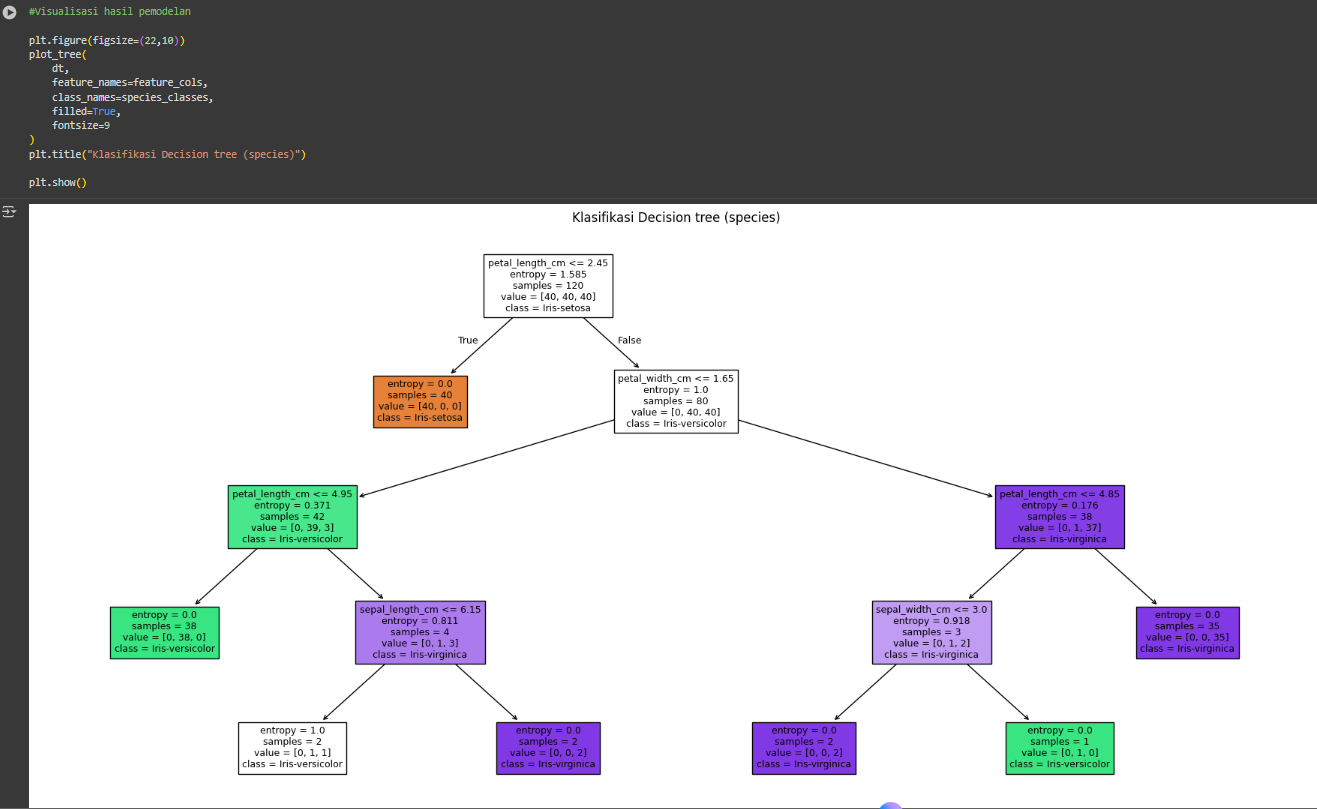 #Visualisasi hasil pemodelan
plt.figure(figsize=(22,10))
plot_tree(
    dt,
    feature_names=feature_cols,
    class_names=species_classes,
    filled=True,
    fontsize=9
)
plt.title("Klasifikasi Decision tree (species)")
plt.show()
Klasifikasi Decision tree (species)
petal_length_cm <= 2.45
entropy = 1.585
samples = 120
value = [40, 40, 40]
class = Iris-setosa
True
False
entropy = 0.0
samples = 40
value = [40, 0, 0]
class = Iris-setosa
petal_width_cm <= 1.65
entropy = 1.0
samples = 80
value = [0, 40, 40]
class = Iris-versicolor
petal_length_cm <= 4.95
entropy = 0.371
samples = 42
value = [0, 39, 3]
class = Iris-versicolor
petal_length_cm <= 4.85
entropy = 0.176
samples = 38
value = [0, 1, 37]
class = Iris-virginica
entropy = 0.0
samples = 38
value = [0, 38, 0]
class = Iris-versicolor
sepal_length_cm <= 6.15
entropy = 0.811
samples = 4
value = [0, 1, 3]
class = Iris-virginica
sepal_width_cm <= 3.0
entropy = 0.918
samples = 3
value = [0, 1, 2]
class = Iris-virginica
entropy = 0.0
samples = 35
value = [0, 0, 35]
class = Iris-virginica
entropy = 1.0
samples = 2
value = [0, 1, 1]
class = Iris-versicolor
entropy = 0.0
samples = 2
value = [0, 0, 2]
class = Iris-virginica
entropy = 0.0
samples = 2
value = [0, 0, 2]
class = Iris-virginica
entropy = 0.0
samples = 1
value = [0, 1, 0]
class = Iris-versicolor